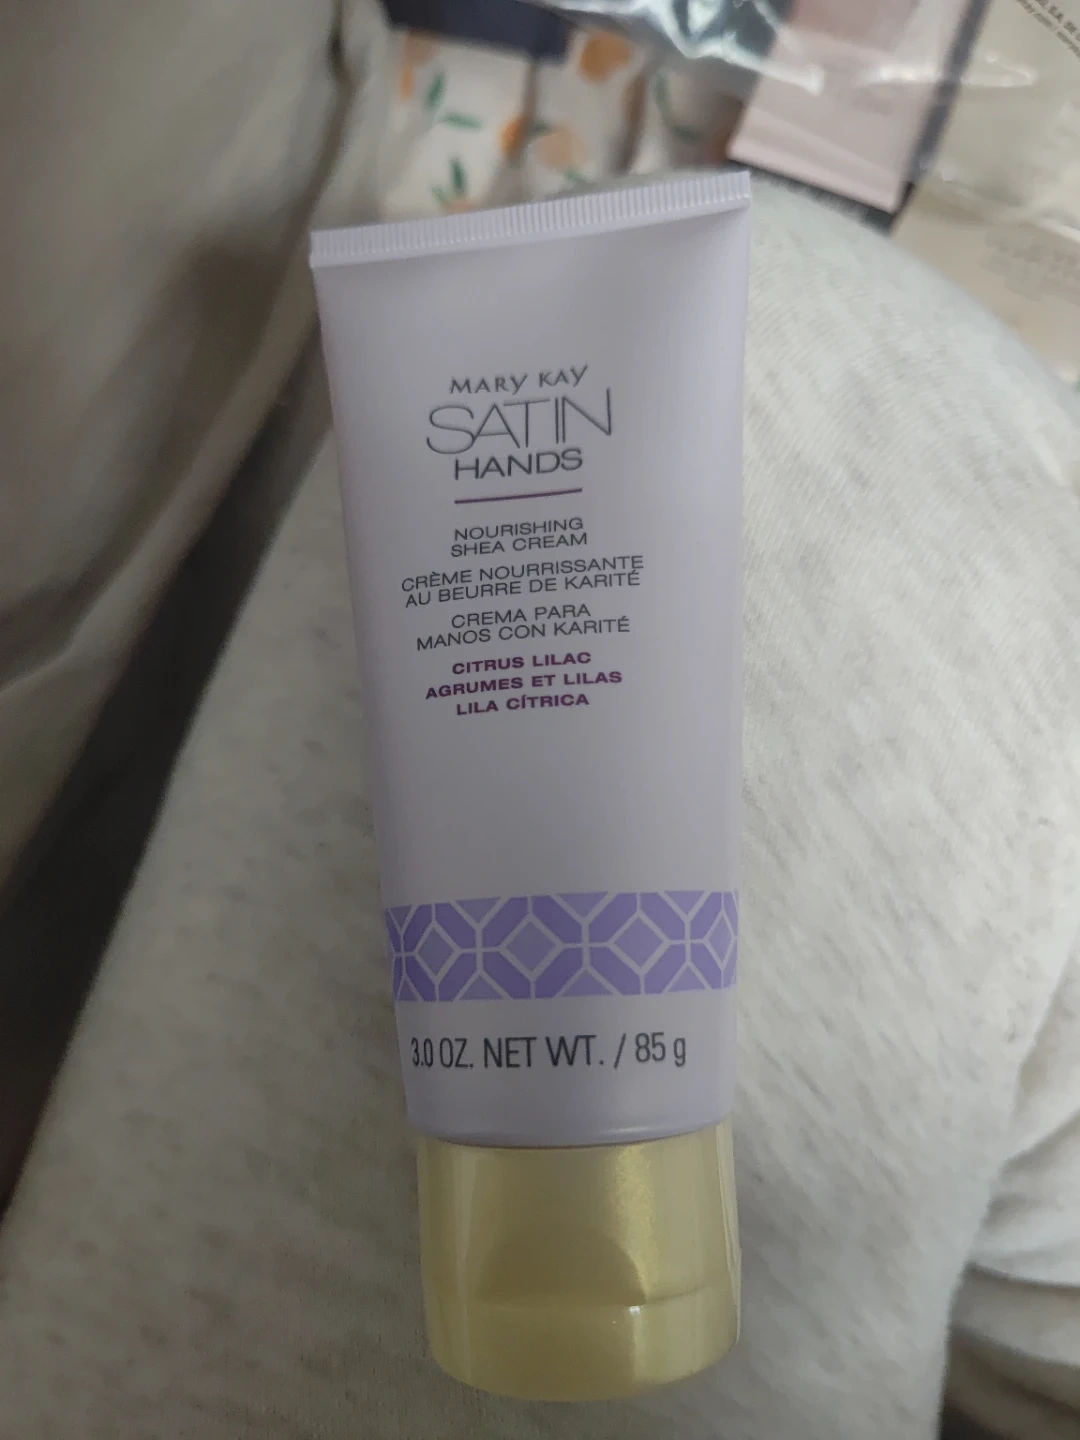 MARY KAY
SATIN
HANDS
NOURISHING
SHEA CREAM
CRÈME NOURRISSANTE
AU BEURRE DE KARITÉ
CREMA PARA
MANOS CON KARITÉ
CITRUS LILAC
AGRUMES ET LILAS
LILA CÍTRICA
3.0 OZ. NET WT. / 85 g